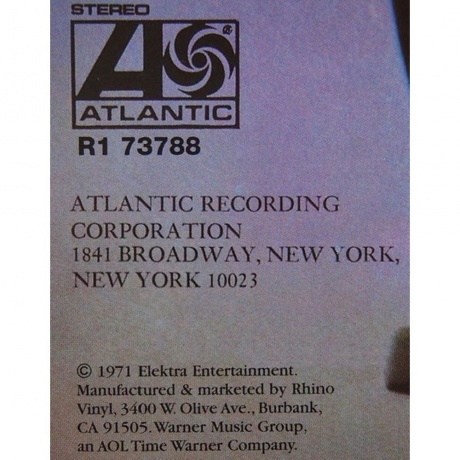 STEREO
ATLANTIC
R1 73788
ATLANTIC RECORDING
CORPORATION
1841 BROADWAY, NEW YORK,
NEW YORK 10023
© 1971 Elektra Entertainment.
Manufactured & marketed by Rhino
Vinyl, 3400 W. Olive Ave., Burbank,
CA 91505. Warner Music Group,
an AOL Time Warner Company.